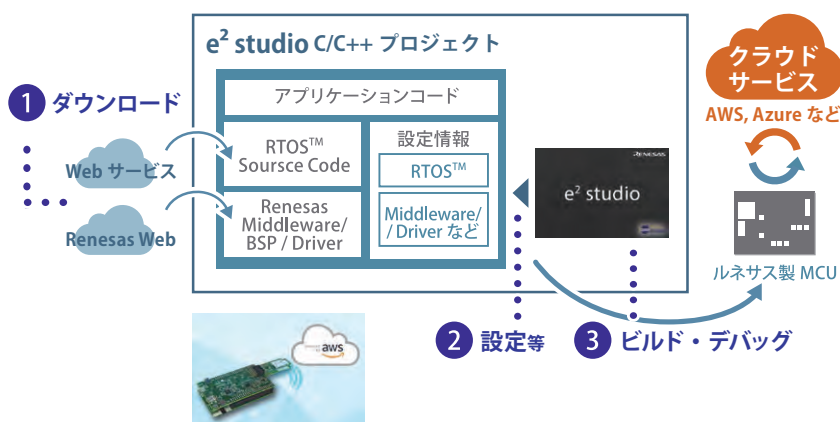 e² studio C/C++ プロジェクト
クラウド
サービス
AWS, Azure など
1 ダウンロード
アプリケーションコード
Web サービス
RTOS™
Soursce Code
設定情報
RTOS™
RENESAS
e² studio
Renesas Web
Renesas
Middleware/
BSP / Driver
Middleware/
/ Driver など
ルネサス製 MCU
2 設定等
3 ビルド・デバッグ
aws